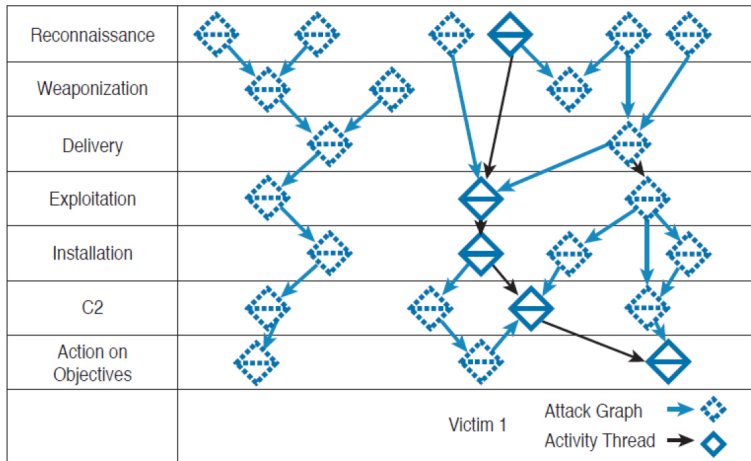 Reconnaissance
Weaponization
Delivery
Exploitation
Installation
C2
Action on
Objectives
Victim 1
Attack Graph
Activity Thread